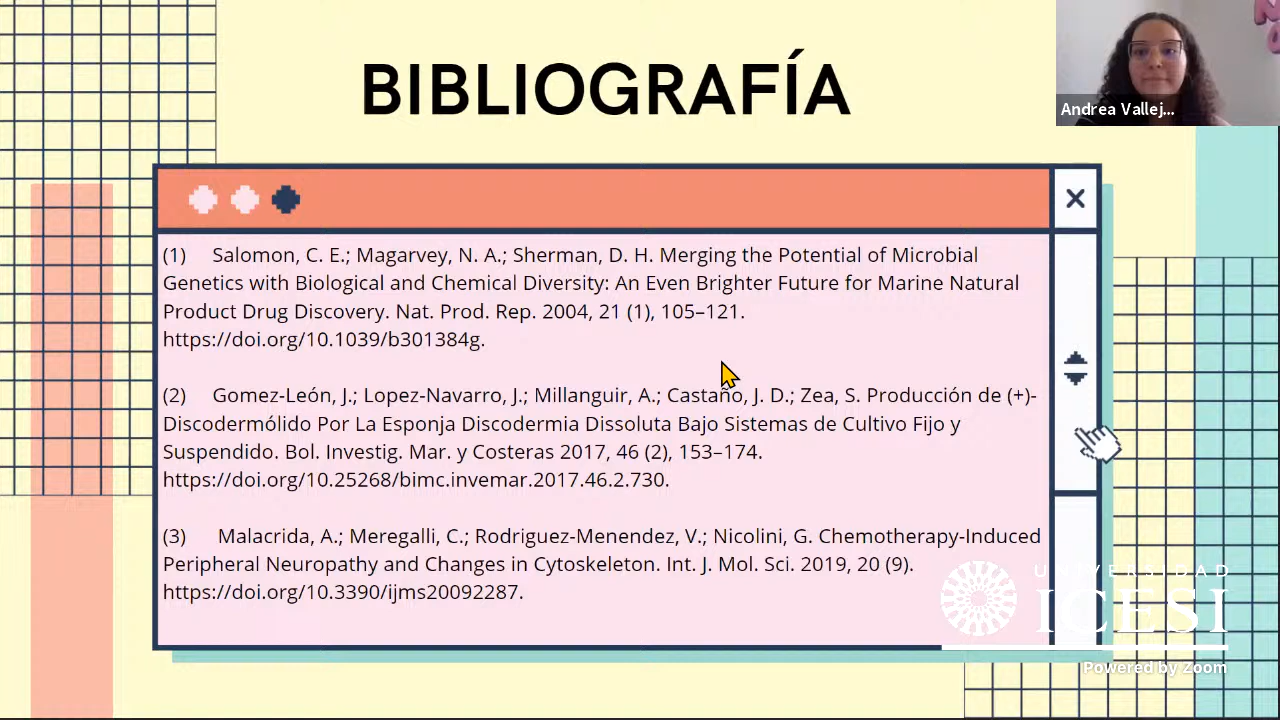 BIBLIOGRAFÍA
Andrea Vallej...
(1) Salomon, C. E.; Magarvey, N. A.; Sherman, D. H. Merging the Potential of Microbial
Genetics with Biological and Chemical Diversity: An Even Brighter Future for Marine Natural
Product Drug Discovery. Nat. Prod. Rep. 2004, 21 (1), 105–121.
https://doi.org/10.1039/b301384g.
(2) Gomez-León, J.; Lopez-Navarro, J.; Millanguir, A.; Castaño, J. D.; Zea, S. Producción de (+)-
Discodermólido Por La Esponja Discodermia Dissoluta Bajo Sistemas de Cultivo Fijo y
Suspendido. Bol. Investig. Mar. y Costeras 2017, 46 (2), 153–174.
https://doi.org/10.25268/bimc.invemar.2017.46.2.730.
(3) Malacrida, A.; Meregalli, C.; Rodriguez-Menendez, V.; Nicolini, G. Chemotherapy-Induced
Peripheral Neuropathy and Changes in Cytoskeleton. Int. J. Mol. Sci. 2019, 20 (9).
https://doi.org/10.3390/ijms20092287.
UNIVERSIDAD
ICESI
Powered by Zoom